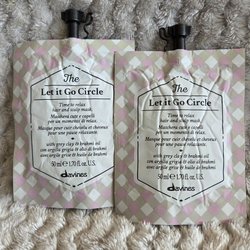 The
Let it Go Circle
Time to relax
hair and scalp mask.
Maschera cute e capelli
per un momento di relax.
Masque pour cuir chevelu et cheveux
pour une pause relaxante.
with grey clay & brahmi oil
con argilla grigia & olio di brahmi
avec argile grise & huile de brahmi
50 ml℮1.70 fl. oz. U.S.
davines
The
Let it Go Circle
Time to relax
hair and scalp mask.
Maschera cute e capelli
per un momento di relax.
Masque pour cuir chevelu et cheveux
pour une pause relaxante.
with grey clay & brahmi oil
con argilla grigia & olio di brahmi
avec argile grise & huile de brahmi
50 ml℮1.70 fl. oz. U.S.
davines